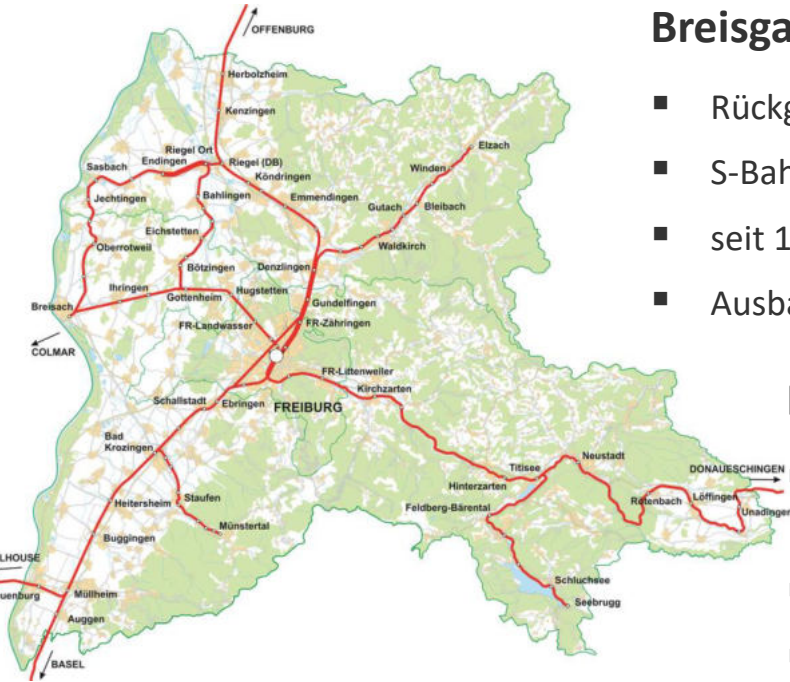 Breisga
Rückg
S-Bah
seit 1
Ausba
OFFENBURG
Herbolzheim
Kenzingen
Riegel Ort
Endingen
Riegel (DB)
Sasbach
Köndringen
Elzach
Winden
Jechtingen
Bahlingen
Emmendingen
Gutach
Bleibach
Eichstetten
Oberrotweil
Waldkirch
Denzlingen
Bötzingen
Ihringen
Gottenheim
Hugstetten
Breisach
Gundelfingen
FR-Landwasser
FR-Zähringen
COLMAR
FR-Littenweiler
Kirchzarten
Schallstadt
Ebringen
FREIBURG
Bad
Krozingen
Neustadt
Titisee
DONAUESCHINGEN
Hinterzarten
Staufen
Heitersheim
Feldberg-Bärental
Rötenbach
Löffingen
Unadingen
Münstertal
Buggingen
LHOUSE
Schluchsee
uenburg
Müllheim
Seebrugg
Auggen
BASEL